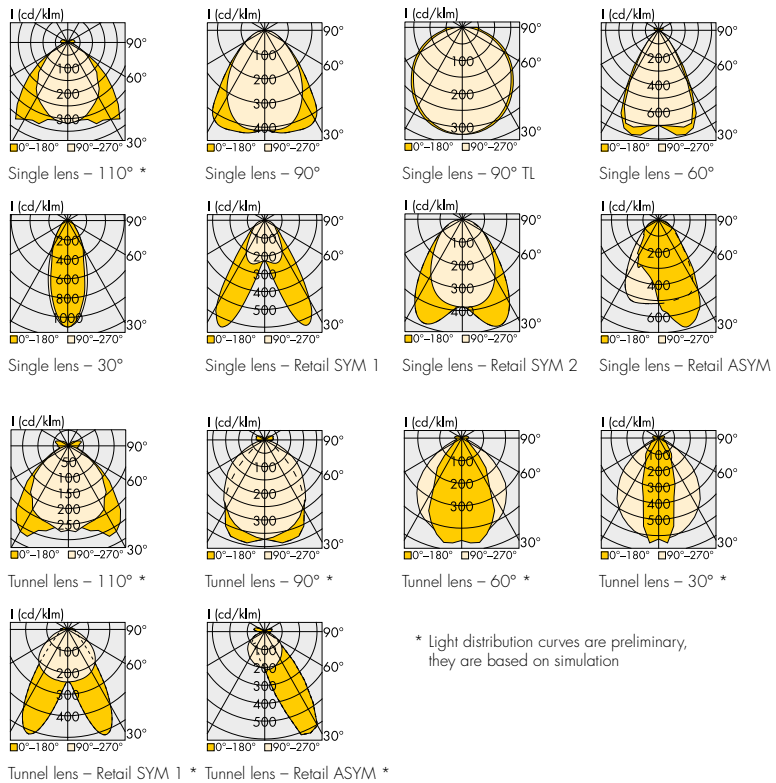 I (cd/klm) I (cd/klm) I (cd/klm) I (cd/klm)
90° 90° 90° 90°
60° 60° 60° 60°
30° 30° 30° 30°
100 200 300
100 200 300 400
100 200 300
200 400 600
0°–180° 90°–270° 0°–180° 90°–270° 0°–180° 90°–270° 0°–180° 90°–270°
Single lens – 110° * Single lens – 90° Single lens – 90° TL Single lens – 60°
I (cd/klm) I (cd/klm) I (cd/klm) I (cd/klm)
90° 90° 90° 90°
60° 60° 60° 60°
30° 30° 30° 30°
200 400 600 800 1000
100 200 300 400 500
100 200 300 400
200 400 600
0°–180° 90°–270° 0°–180° 90°–270° 0°–180° 90°–270° 0°–180° 90°–270°
Single lens – 30° Single lens – Retail SYM 1 Single lens – Retail SYM 2 Single lens – Retail ASYM
I (cd/klm) I (cd/klm) I (cd/klm) I (cd/klm)
90° 90° 90° 90°
60° 60° 60° 60°
30° 30° 30° 30°
50 100 150 200 250
100 200 300
100 200 300
100 200 300 400 500
0°–180° 90°–270° 0°–180° 90°–270° 0°–180° 90°–270° 0°–180° 90°–270°
Tunnel lens – 110° * Tunnel lens – 90° * Tunnel lens – 60° * Tunnel lens – 30° *
I (cd/klm) I (cd/klm)
90° 90°
60° 60°
30° 30°
100 200 300 400
100 200 300 400 500
0°–180° 90°–270° 0°–180° 90°–270°
Tunnel lens – Retail SYM 1 * Tunnel lens – Retail ASYM *
* Light distribution curves are preliminary,
they are based on simulation